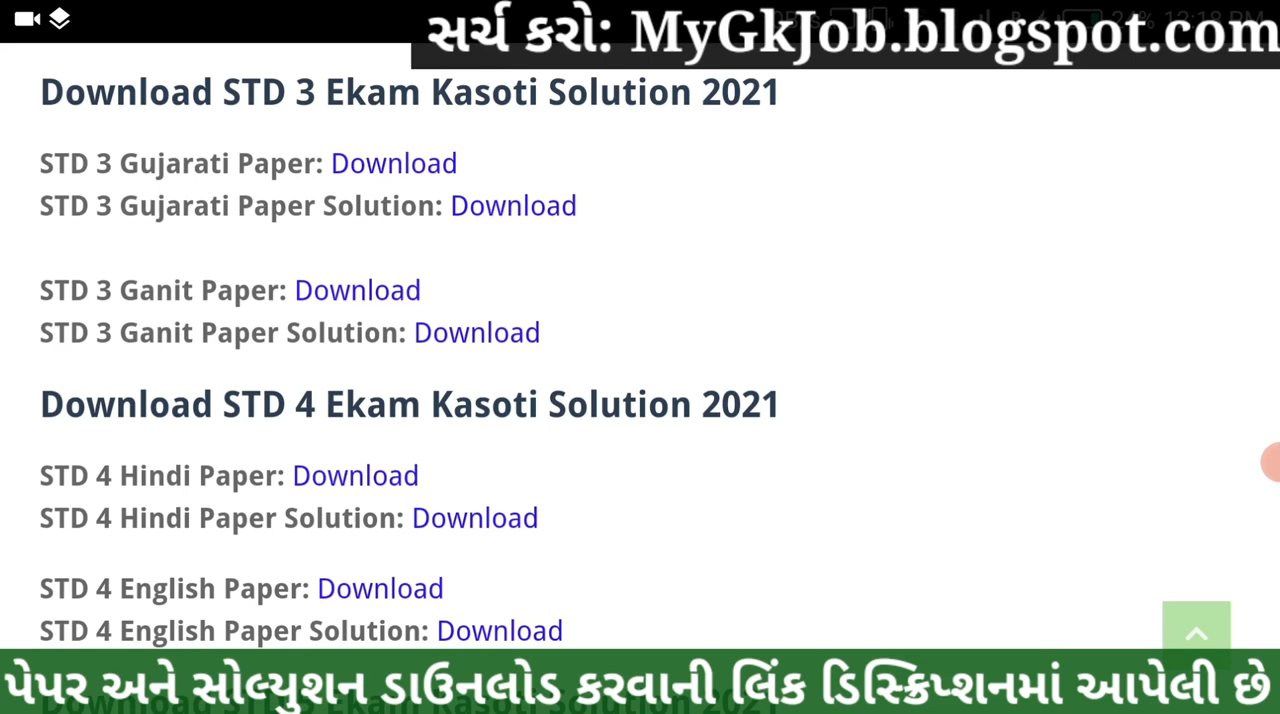 સર્ચ કરો: MyGkJob.blogspot.com
Download STD 3 Ekam Kasoti Solution 2021
STD 3 Gujarati Paper: Download
STD 3 Gujarati Paper Solution: Download
STD 3 Ganit Paper: Download
STD 3 Ganit Paper Solution: Download
Download STD 4 Ekam Kasoti Solution 2021
STD 4 Hindi Paper: Download
STD 4 Hindi Paper Solution: Download
STD 4 English Paper: Download
STD 4 English Paper Solution: Download
પેપર અને સોલ્યુશન ડાઉનલોડ કરવાની લિંક ડિસ્ક્રિપ્શનમાં આપેલી છે